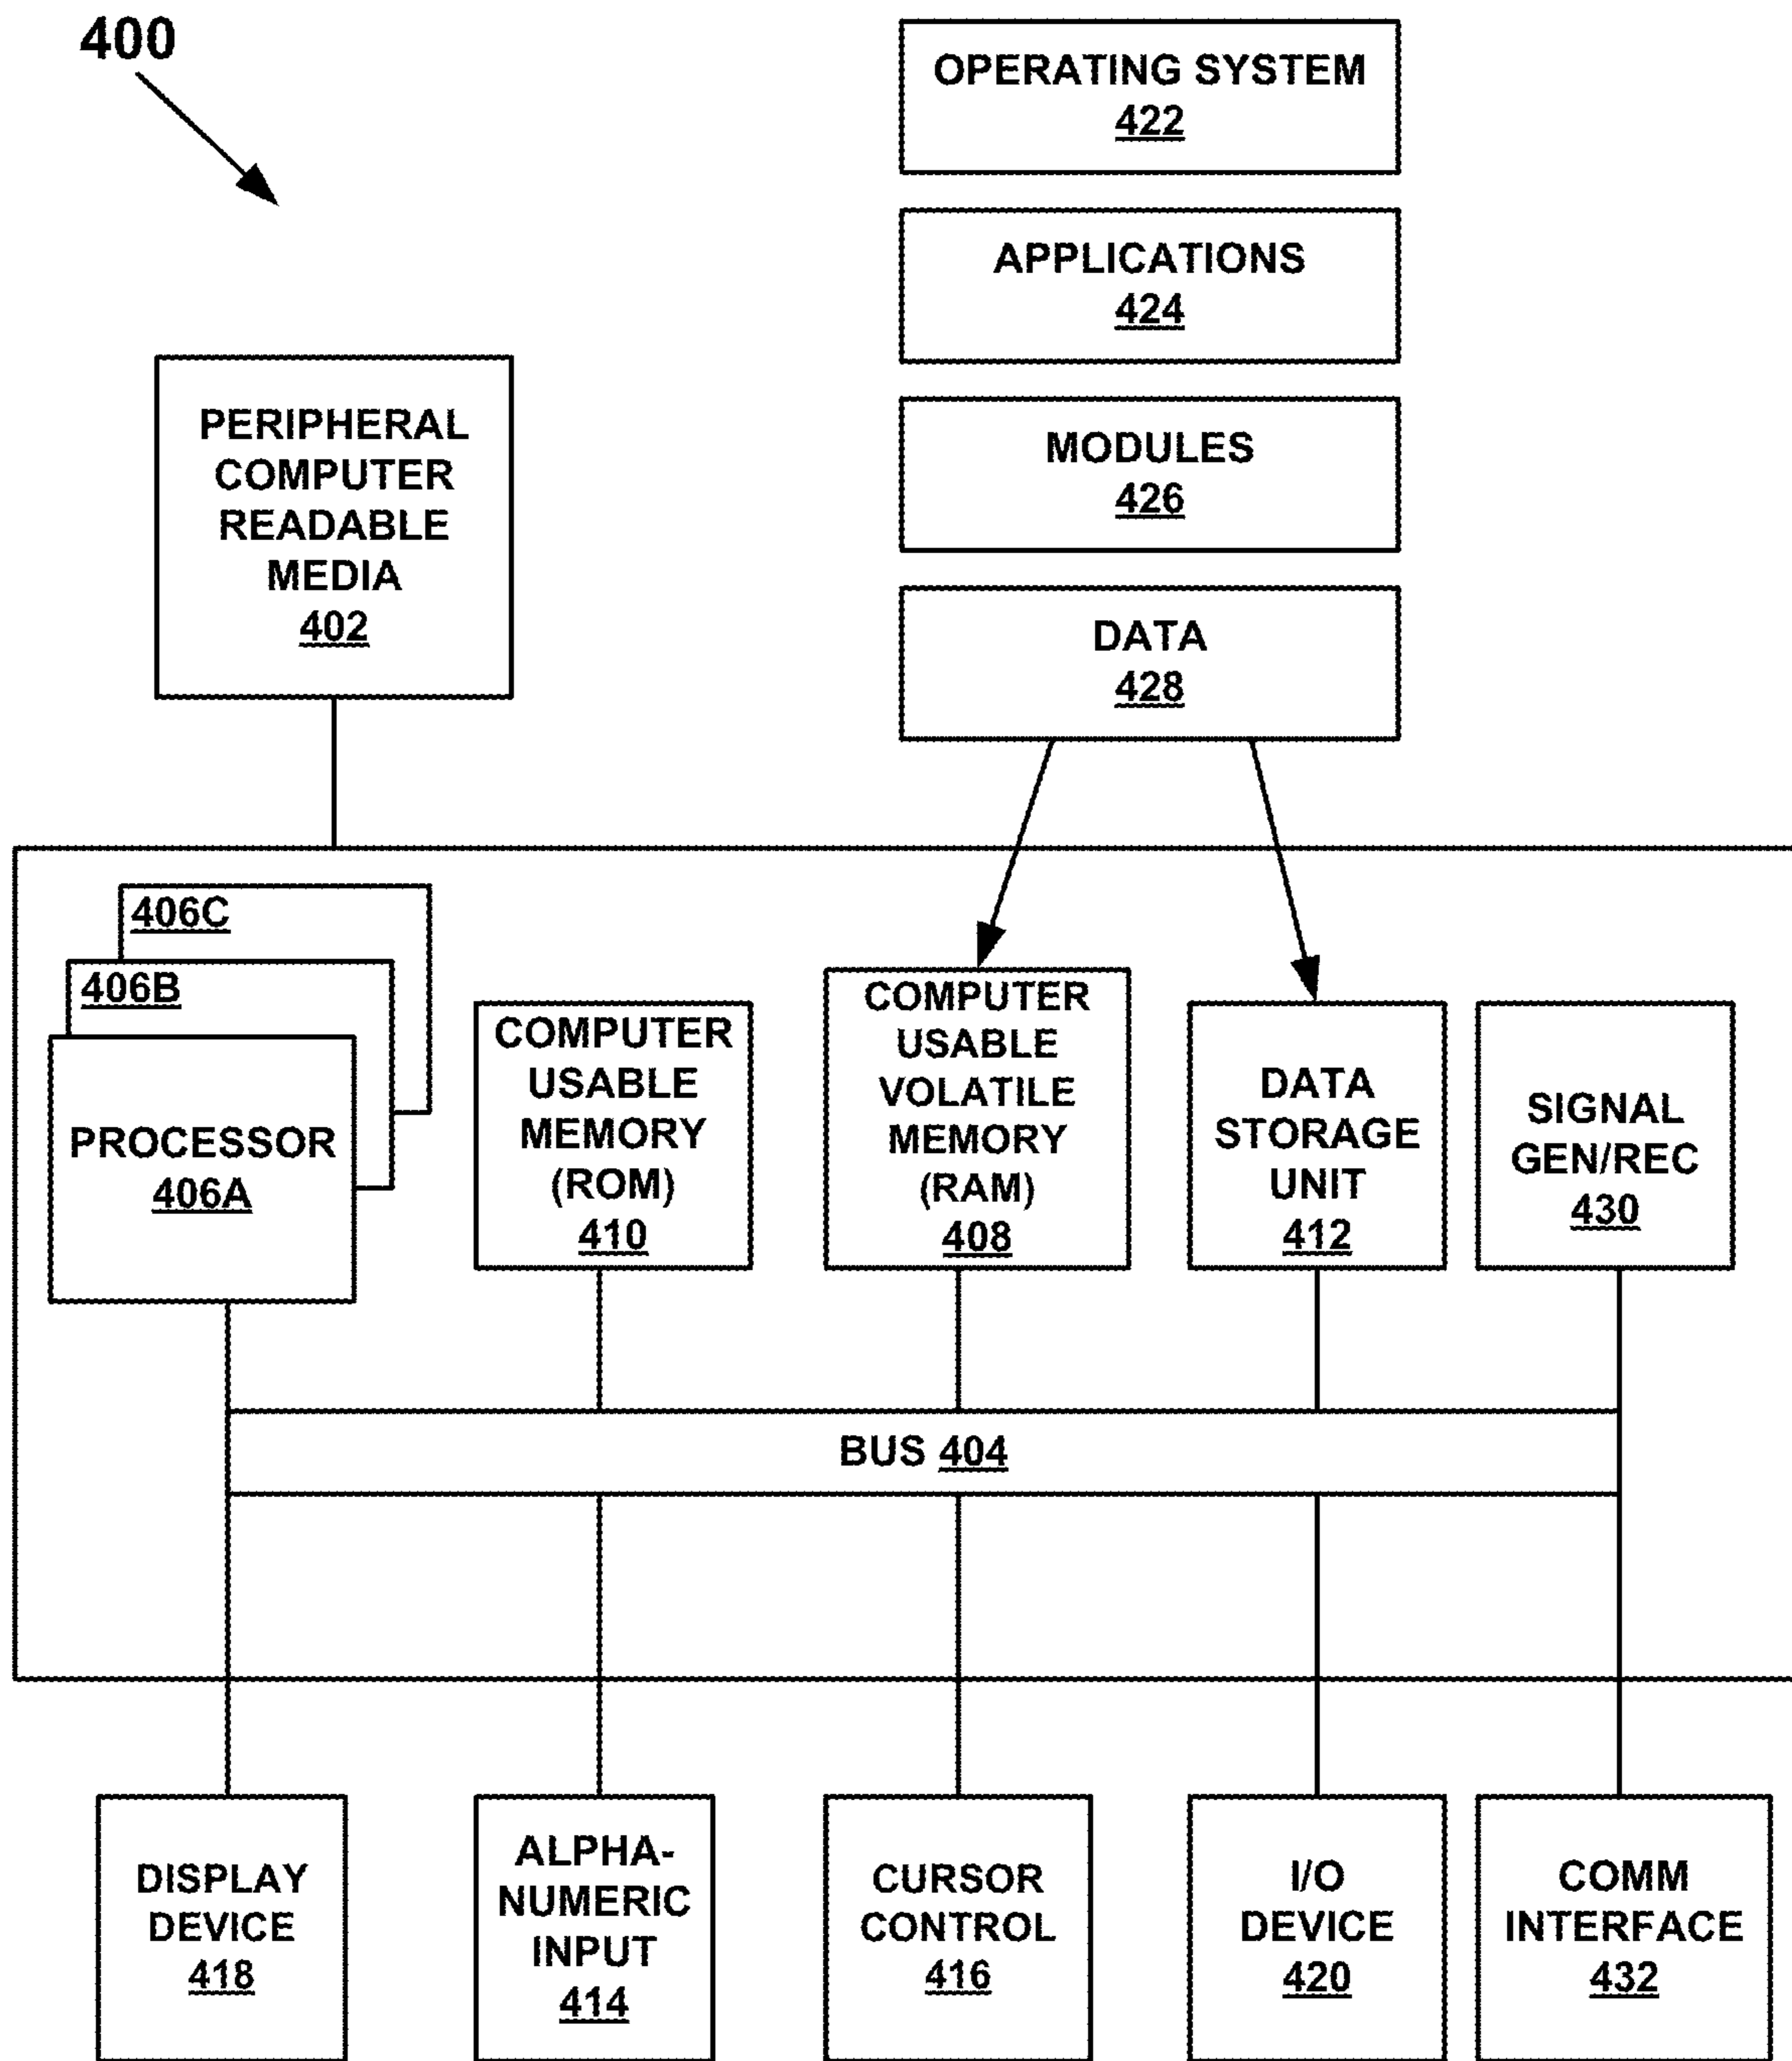 400
OPERATING SYSTEM
422
APPLICATIONS
424
MODULES
426
DATA
428
PERIPHERAL
COMPUTER
READABLE
MEDIA
402
406C
406B
PROCESSOR
406A
COMPUTER
USABLE
MEMORY
(ROM)
410
COMPUTER
USABLE
VOLATILE
MEMORY
(RAM)
408
DATA
STORAGE
UNIT
412
SIGNAL
GEN/REC
430
BUS 404
DISPLAY
DEVICE
418
ALPHA-
NUMERIC
INPUT
414
CURSOR
CONTROL
416
I/O
DEVICE
420
COMM
INTERFACE
432